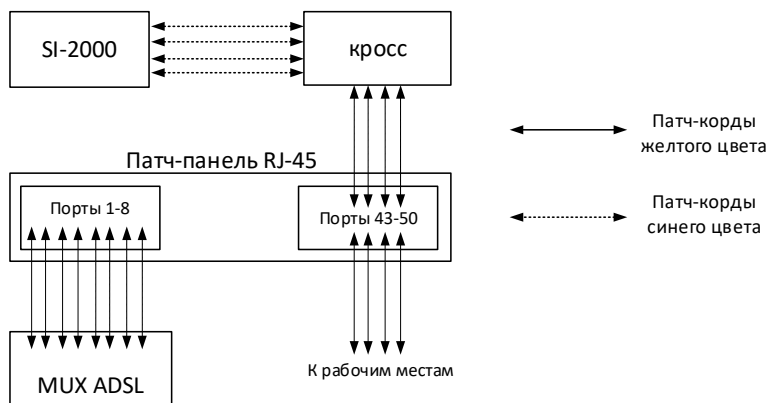 SI-2000
кросс
Патч-корды
желтого цвета
Патч-панель RJ-45
Порты 1-8
Порты 43-50
Патч-корды
синего цвета
К рабочим местам
MUX ADSL